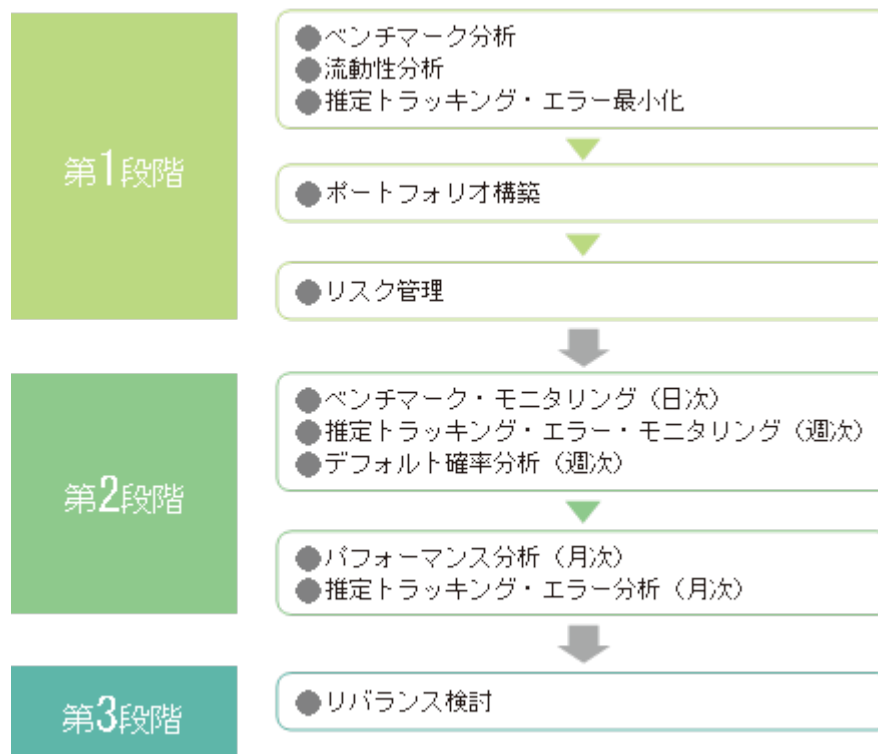 第1段階
●ベンチマーク分析
●流動性分析
●推定トラッキング・エラー最小化
●ポートフォリオ構築
●リスク管理
第2段階
●ベンチマーク・モニタリング（日次）
●推定トラッキング・エラー・モニタリング（週次）
●デフォルト確率分析（週次）
●パフォーマンス分析（月次）
●推定トラッキング・エラー分析（月次）
第3段階
●リバランス検討